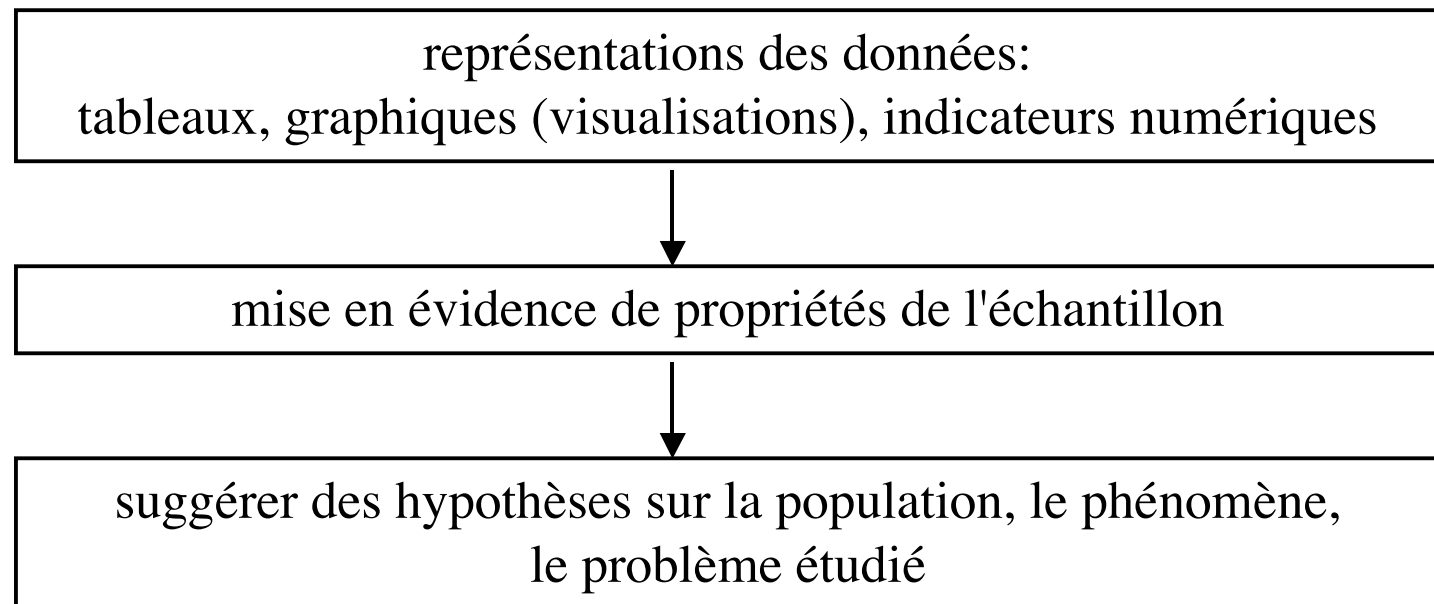 représentations des données:
tableaux, graphiques (visualisations), indicateurs numériques
mise en évidence de propriétés de l'échantillon
suggérer des hypothèses sur la population, le phénomène,
le problème étudié